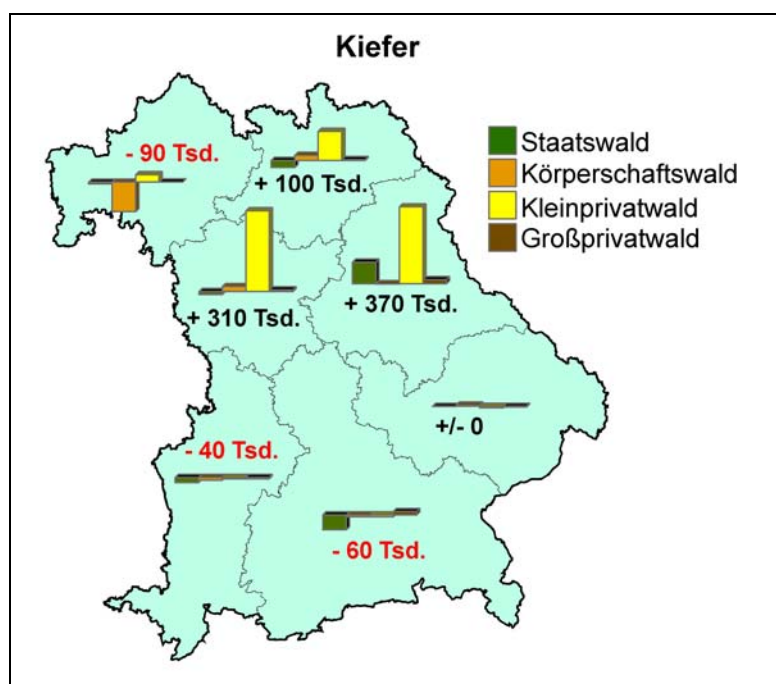 Kiefer
Staatswald
Körperschaftswald
Kleinprivatwald
Großprivatwald
- 90 Tsd.
+ 100 Tsd.
+ 310 Tsd.
+ 370 Tsd.
+/- 0
- 40 Tsd.
- 60 Tsd.